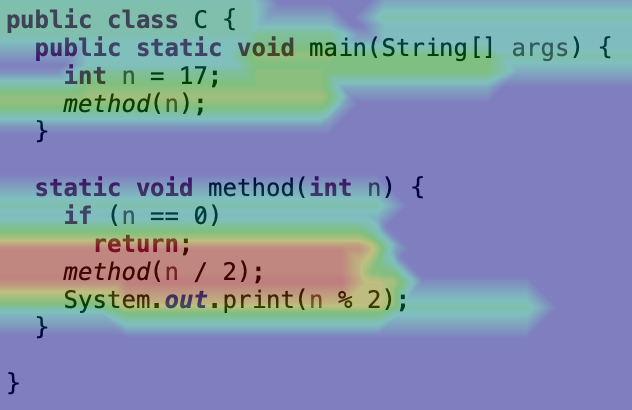 public class C {
  public static void main(String[] args) {
    int n = 17;
    method(n);
  }

  static void method(int n) {
    if (n == 0)
      return;
    method(n / 2);
    System.out.print(n % 2);
  }

}